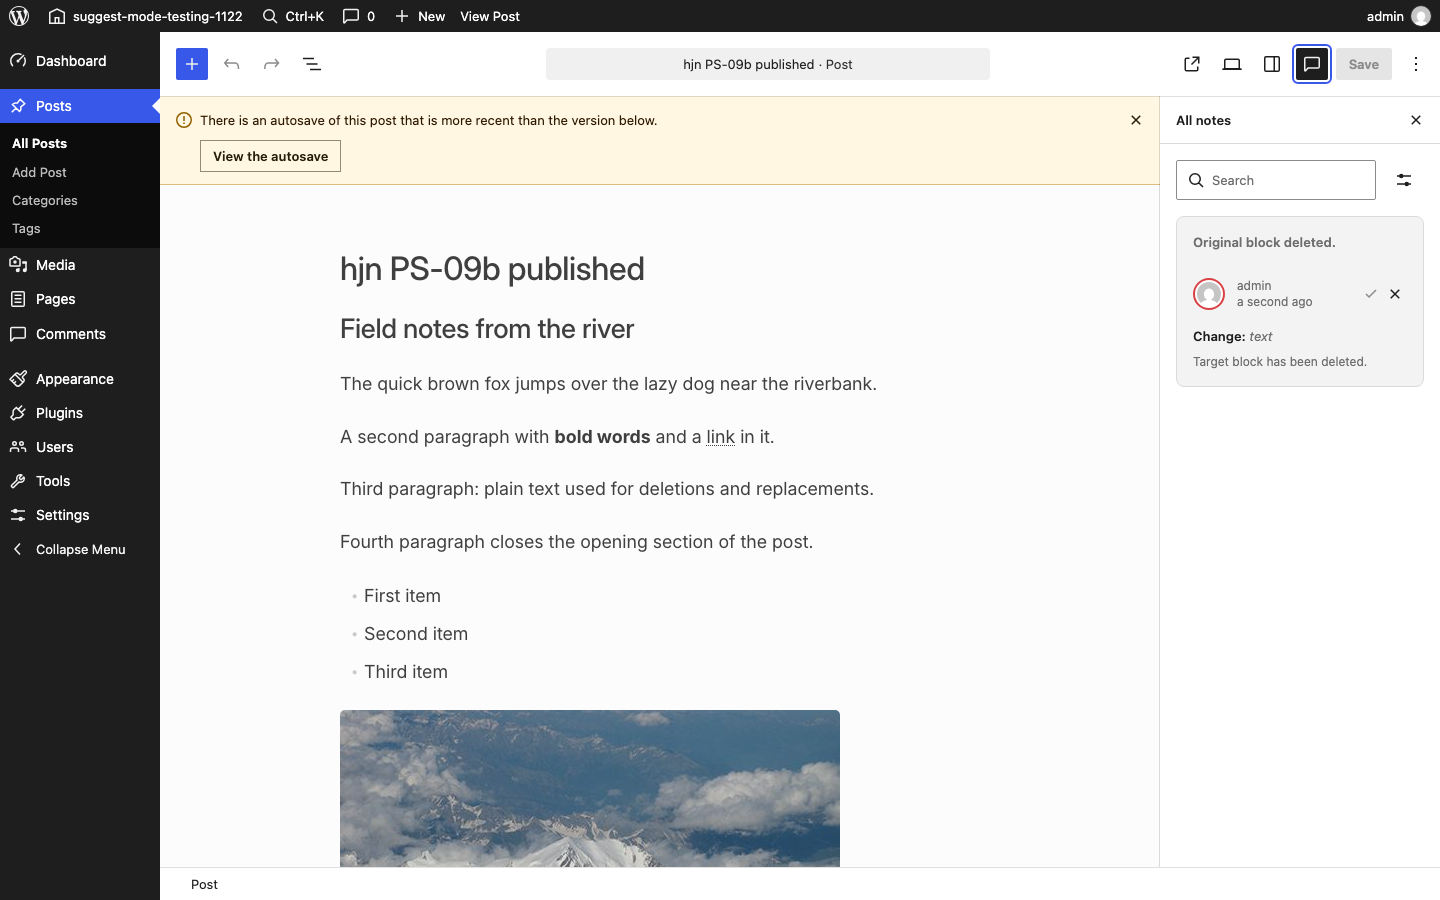 suggest-mode-testing-1122 Ctrl+K 0 New View Post admin
Dashboard
Posts
All Posts
Add Post
Categories
Tags
Media
Pages
Comments
Appearance
Plugins
Users
Tools
Settings
Collapse Menu
hjn PS-09b published · Post
Save
There is an autosave of this post that is more recent than the version below.
View the autosave
hjn PS-09b published
Field notes from the river
The quick brown fox jumps over the lazy dog near the riverbank.
A second paragraph with bold words and a link in it.
Third paragraph: plain text used for deletions and replacements.
Fourth paragraph closes the opening section of the post.
First item
Second item
Third item
All notes
Search
Original block deleted.
admin
a second ago
Change: text
Target block has been deleted.
Post